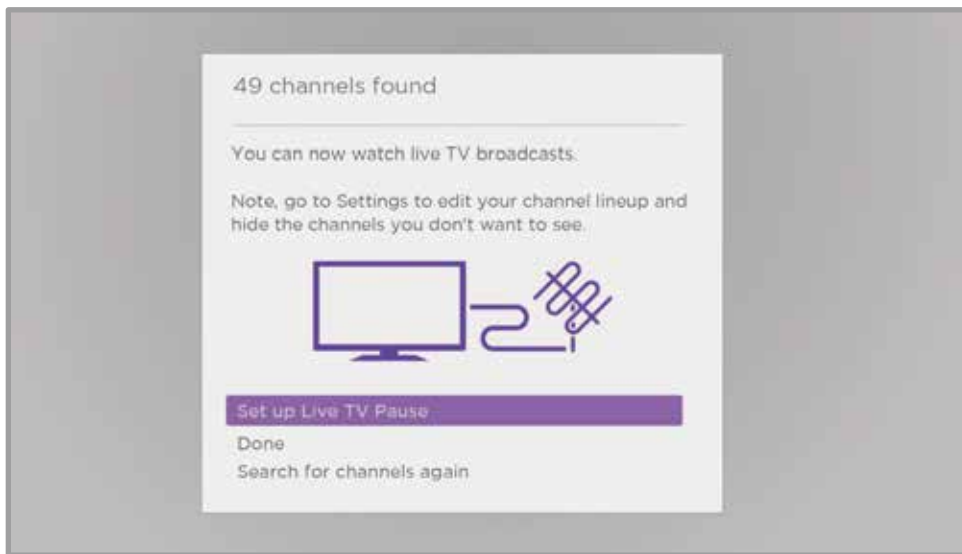 49 channels found
You can now watch live TV broadcasts.
Note, go to Settings to edit your channel lineup and
hide the channels you don't want to see.
Set up Live TV Pause
Done
Search for channels again